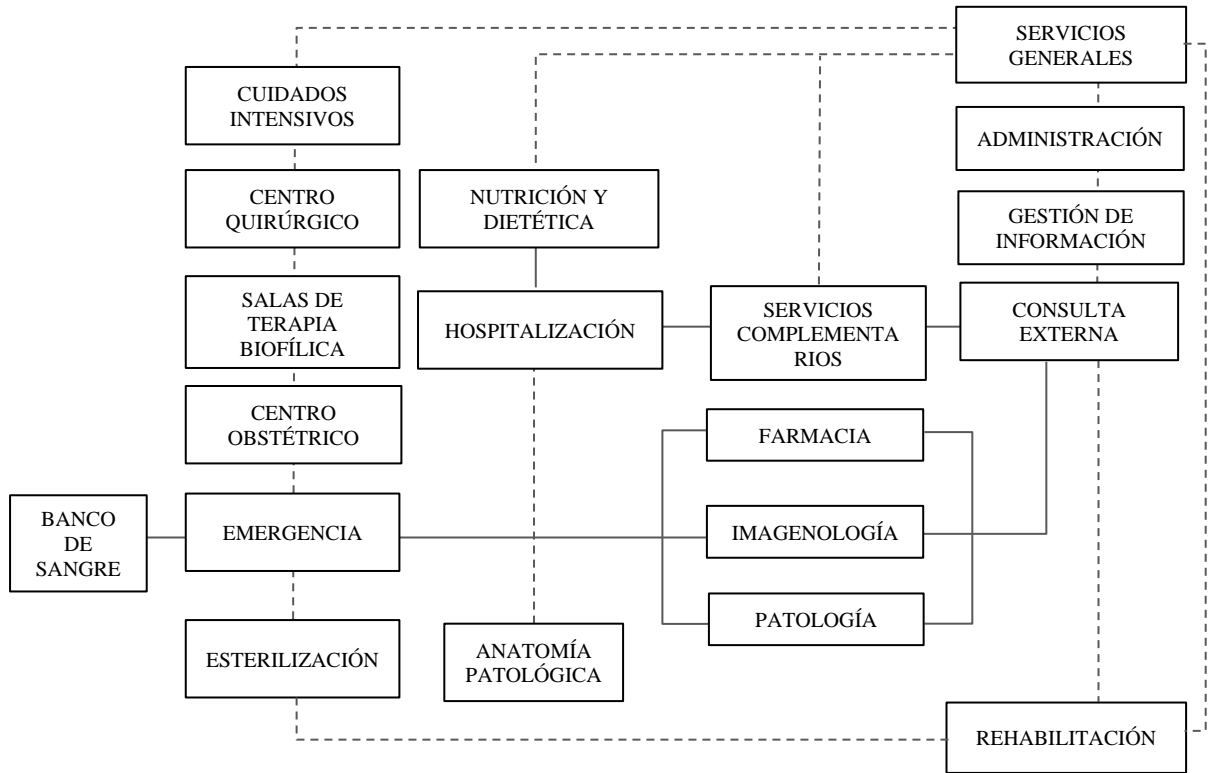 SERVICIOS
GENERALES
CUIDADOS
INTENSIVOS
ADMINISTRACIÓN
CENTRO
QUIRÚRGICO
NUTRICIÓN Y
DIETÉTICA
GESTIÓN DE
INFORMACIÓN
SALAS DE
TERAPIA
BIOFÍLICA
HOSPITALIZACIÓN
SERVICIOS
COMPLEMENTA
RIOS
CONSULTA
EXTERNA
CENTRO
OBSTÉTRICO
FARMACIA
BANCO
DE
SANGRE
EMERGENCIA
IMAGENOLOGÍA
PATOLOGÍA
ESTERILIZACIÓN
ANATOMÍA
PATOLÓGICA
REHABILITACIÓN